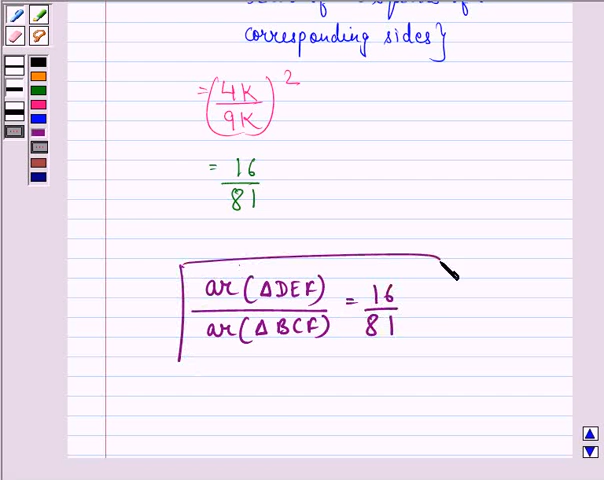 corresponding sides}
= (4K/9K)²
= 16/81
ar(ΔDEF)/ar(ΔBCF) = 16/81